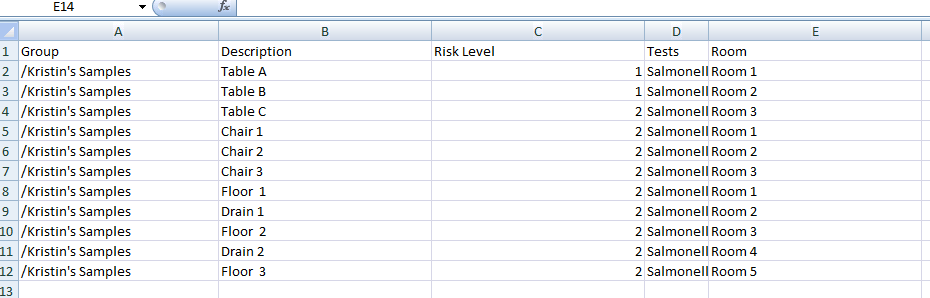 E14 fx
A B C D E
1 Group Description Risk Level Tests Room
2 /Kristin's Samples Table A 1 Salmonell Room 1
3 /Kristin's Samples Table B 1 Salmonell Room 2
4 /Kristin's Samples Table C 2 Salmonell Room 3
5 /Kristin's Samples Chair 1 2 Salmonell Room 1
6 /Kristin's Samples Chair 2 2 Salmonell Room 2
7 /Kristin's Samples Chair 3 2 Salmonell Room 3
8 /Kristin's Samples Floor 1 2 Salmonell Room 1
9 /Kristin's Samples Drain 1 2 Salmonell Room 2
10 /Kristin's Samples Floor 2 2 Salmonell Room 3
11 /Kristin's Samples Drain 2 2 Salmonell Room 4
12 /Kristin's Samples Floor 3 2 Salmonell Room 5
13